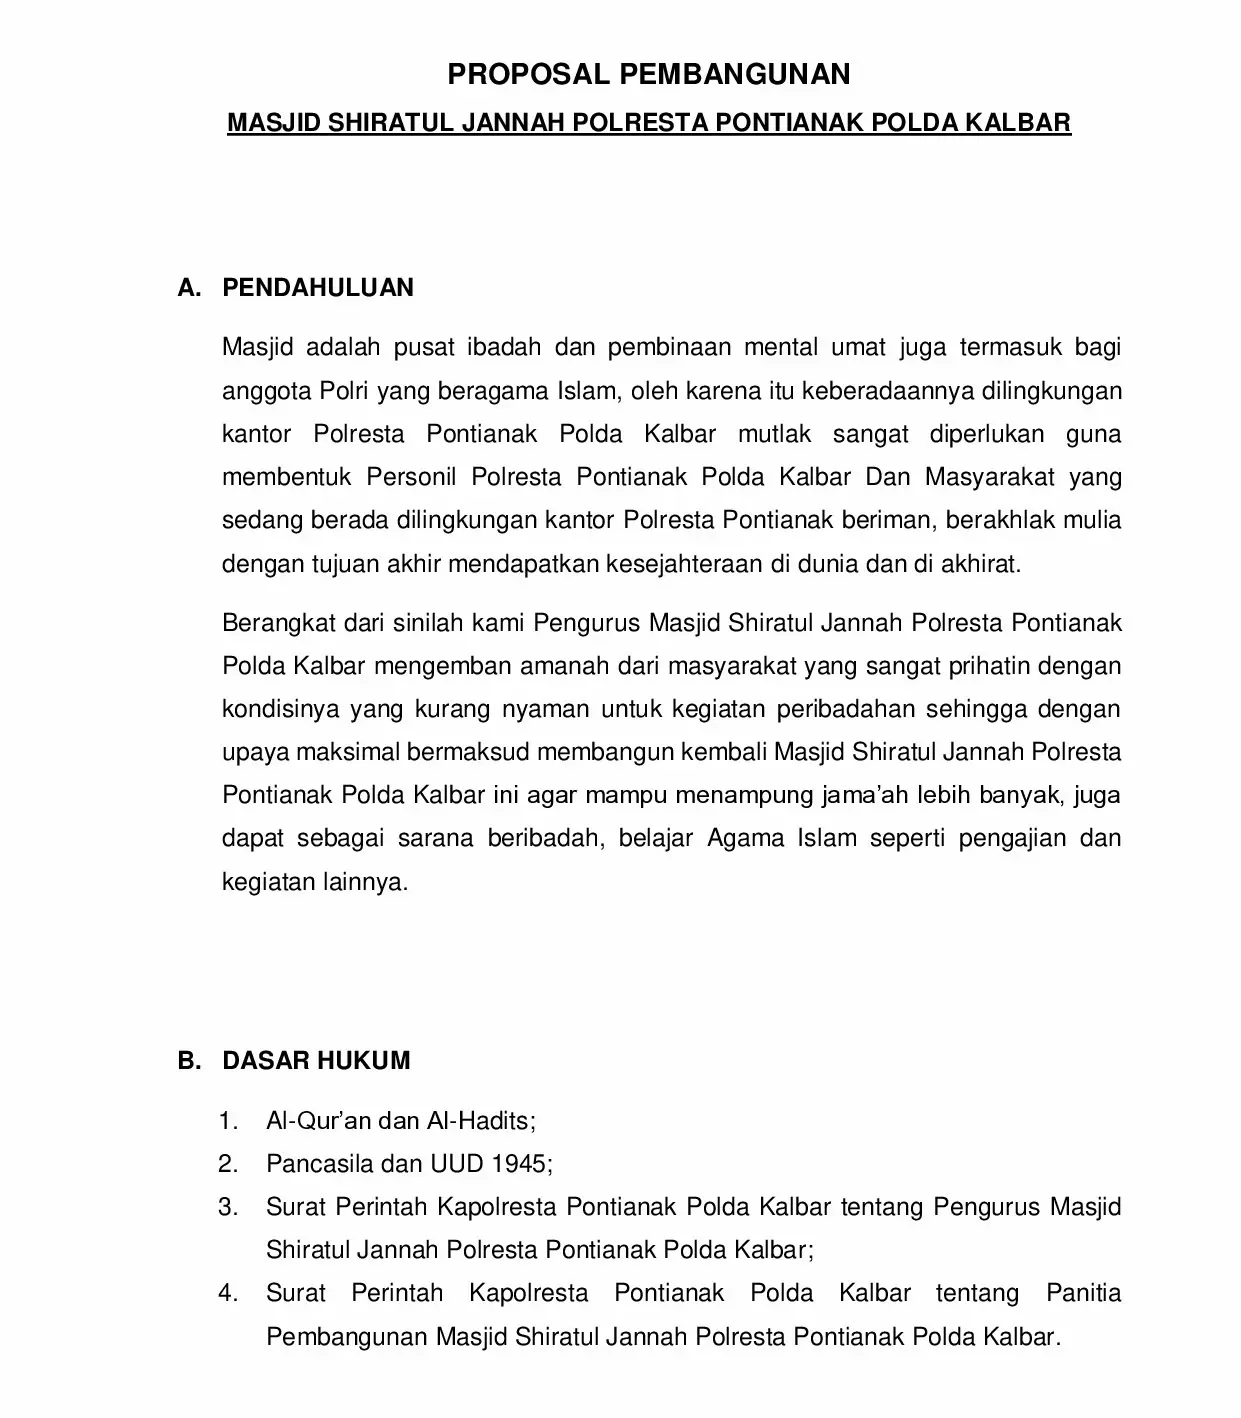 PROPOSAL PEMBANGUNAN
MASJID SHIRATUL JANNAH POLRESTA PONTIANAK POLDA KALBAR
A. PENDAHULUAN
Masjid adalah pusat ibadah dan pembinaan mental umat juga termasuk bagi
anggota Polri yang beragama Islam, oleh karena itu keberadaannya dilingkungan
kantor Polresta Pontianak Polda Kalbar mutlak sangat diperlukan guna
membentuk Personil Polresta Pontianak Polda Kalbar Dan Masyarakat yang
sedang berada dilingkungan kantor Polresta Pontianak beriman, berakhlak mulia
dengan tujuan akhir mendapatkan kesejahteraan di dunia dan di akhirat.
Berangkat dari sinilah kami Pengurus Masjid Shiratul Jannah Polresta Pontianak
Polda Kalbar mengemban amanah dari masyarakat yang sangat prihatin dengan
kondisinya yang kurang nyaman untuk kegiatan peribadahan sehingga dengan
upaya maksimal bermaksud membangun kembali Masjid Shiratul Jannah Polresta
Pontianak Polda Kalbar ini agar mampu menampung jama’ah lebih banyak, juga
dapat sebagai sarana beribadah, belajar Agama Islam seperti pengajian dan
kegiatan lainnya.
B. DASAR HUKUM
1. Al-Qur’an dan Al-Hadits;
2. Pancasila dan UUD 1945;
3. Surat Perintah Kapolresta Pontianak Polda Kalbar tentang Pengurus Masjid
Shiratul Jannah Polresta Pontianak Polda Kalbar;
4. Surat Perintah Kapolresta Pontianak Polda Kalbar tentang Panitia
Pembangunan Masjid Shiratul Jannah Polresta Pontianak Polda Kalbar.